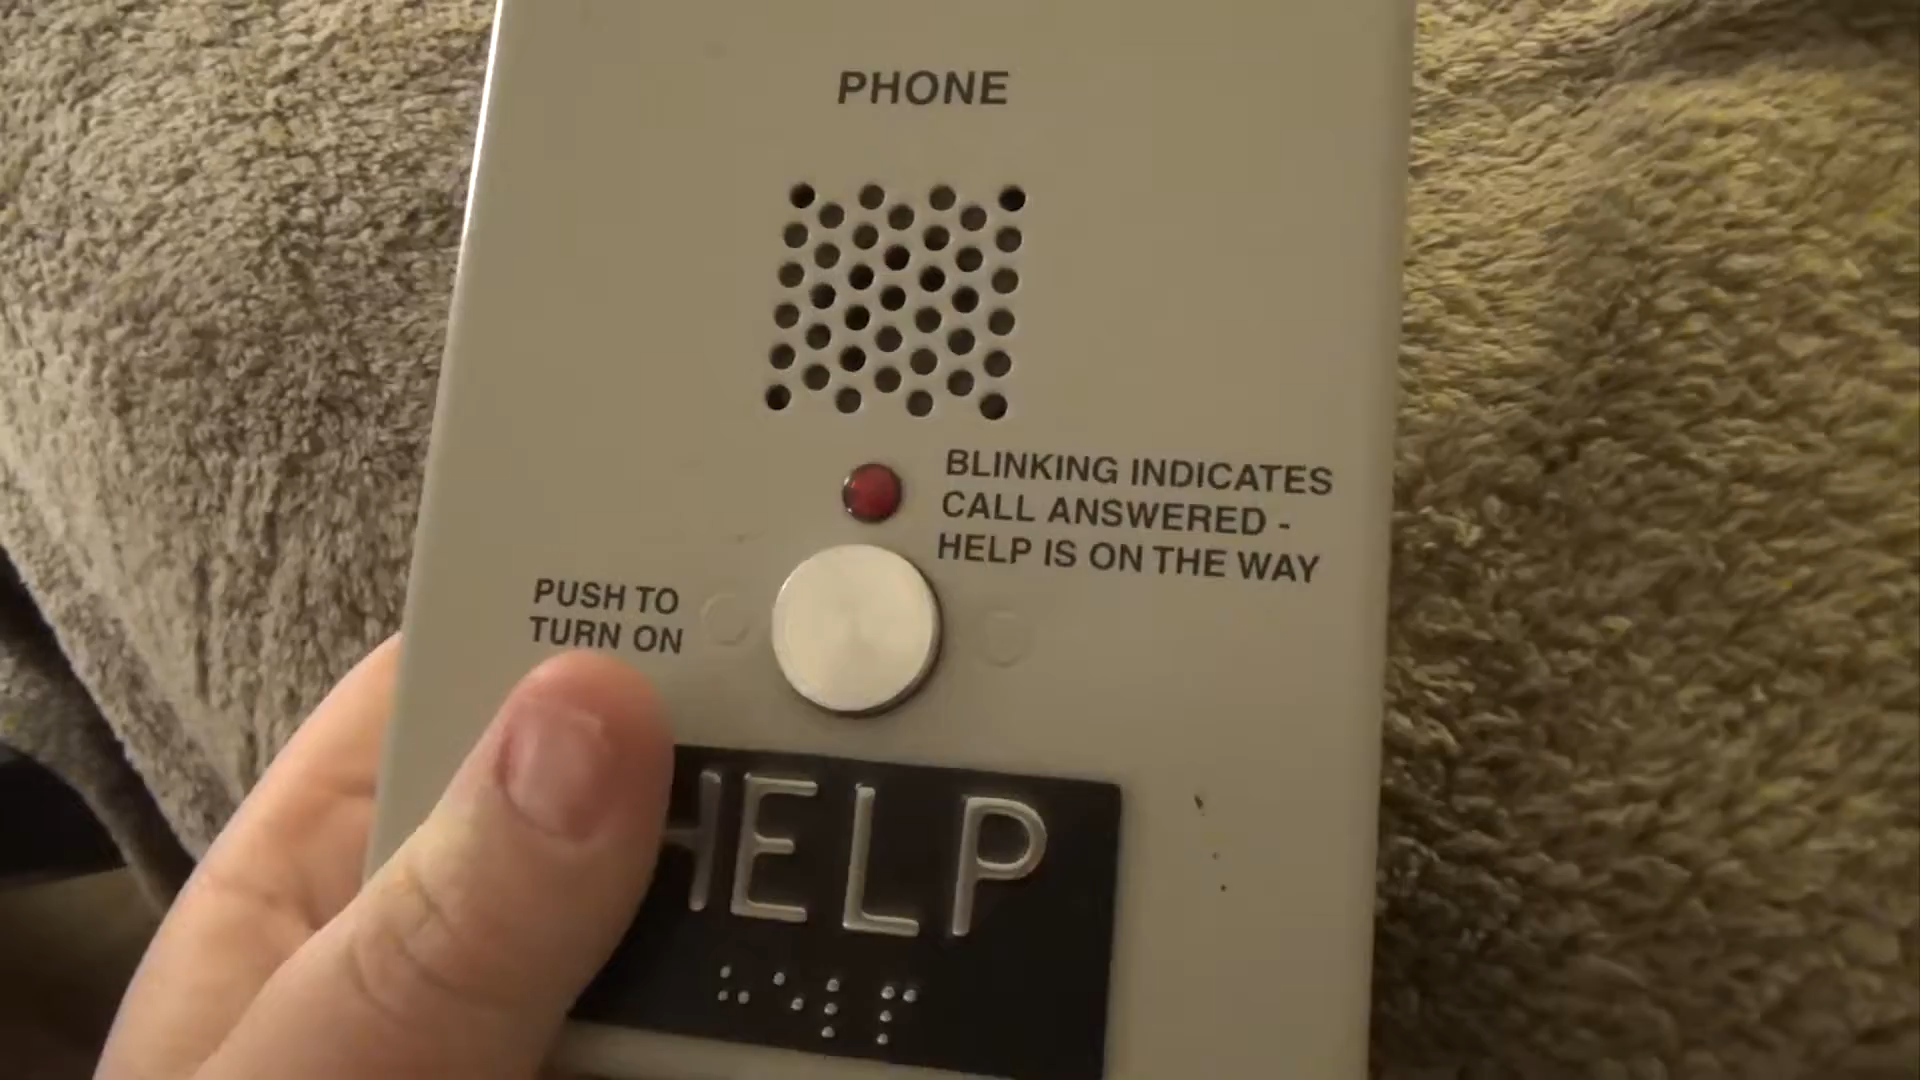 PHONE
BLINKING INDICATES
CALL ANSWERED -
HELP IS ON THE WAY
PUSH TO
TURN ON
HELP
⠓⠑⠇⠏